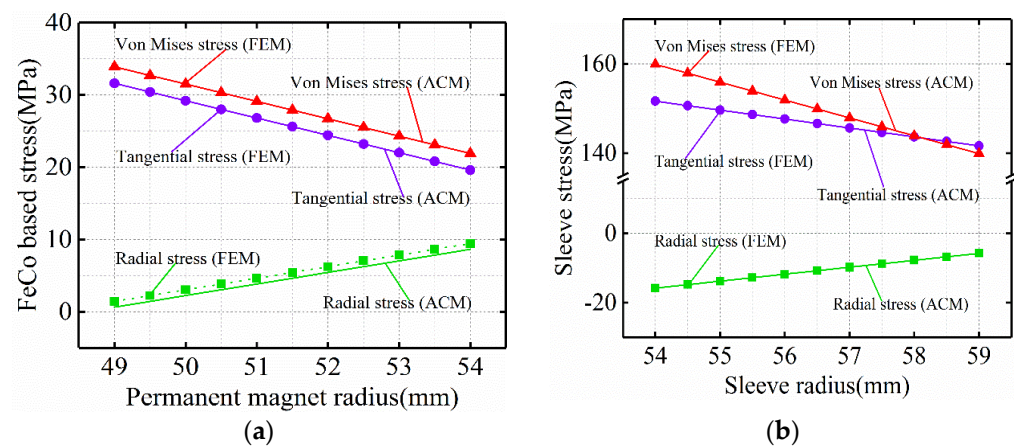 40
30
20
10
0
FeCo based stress(MPa)
Von Mises stress (FEM)
Von Mises stress (ACM)
Tangential stress (FEM)
Tangential stress (ACM)
Radial stress (FEM)
Radial stress (ACM)
49 50 51 52 53 54
Permanent magnet radius(mm)
(a)
160
140
0
-20
Sleeve stress(MPa)
Von Mises stress (FEM)
Von Mises stress (ACM)
Tangential stress (FEM)
Tangential stress (ACM)
Radial stress (FEM)
Radial stress (ACM)
54 55 56 57 58 59
Sleeve radius(mm)
(b)